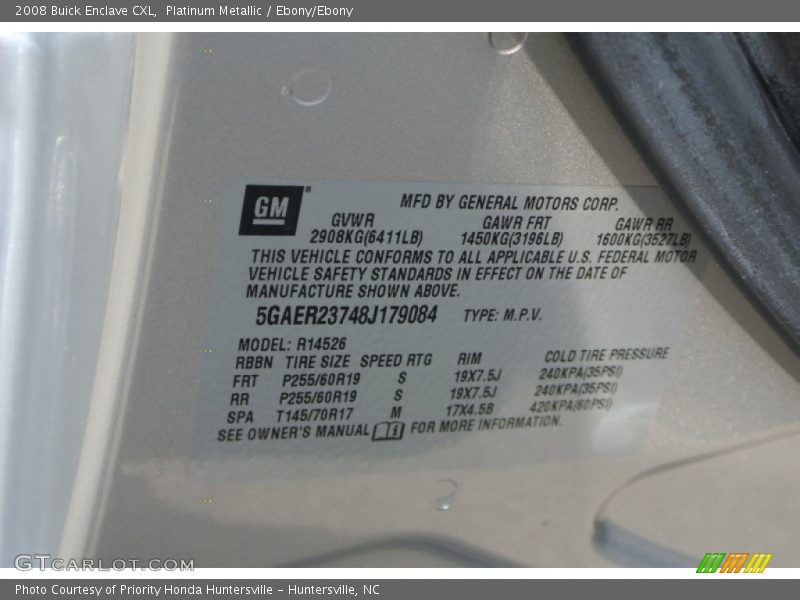 2008 Buick Enclave CXL, Platinum Metallic / Ebony/Ebony
GM®
MFD BY GENERAL MOTORS CORP.
GVWR GAWR FRT GAWR RR
2908KG(6411LB) 1450KG(3196LB) 1600KG(3527LB)
THIS VEHICLE CONFORMS TO ALL APPLICABLE U.S. FEDERAL MOTOR
VEHICLE SAFETY STANDARDS IN EFFECT ON THE DATE OF
MANUFACTURE SHOWN ABOVE.
5GAER23748J179084 TYPE: M.P.V.
MODEL: R14526
RBBN TIRE SIZE SPEED RTG RIM COLD TIRE PRESSURE
FRT P255/60R19 S 19X7.5J 240KPA(35PSI)
RR P255/60R19 S 19X7.5J 240KPA(35PSI)
SPA T145/70R17 M 17X4.5B 420KPA(60PSI)
SEE OWNER'S MANUAL FOR MORE INFORMATION.
GTCARLOT.COM
Photo Courtesy of Priority Honda Huntersville – Huntersville, NC